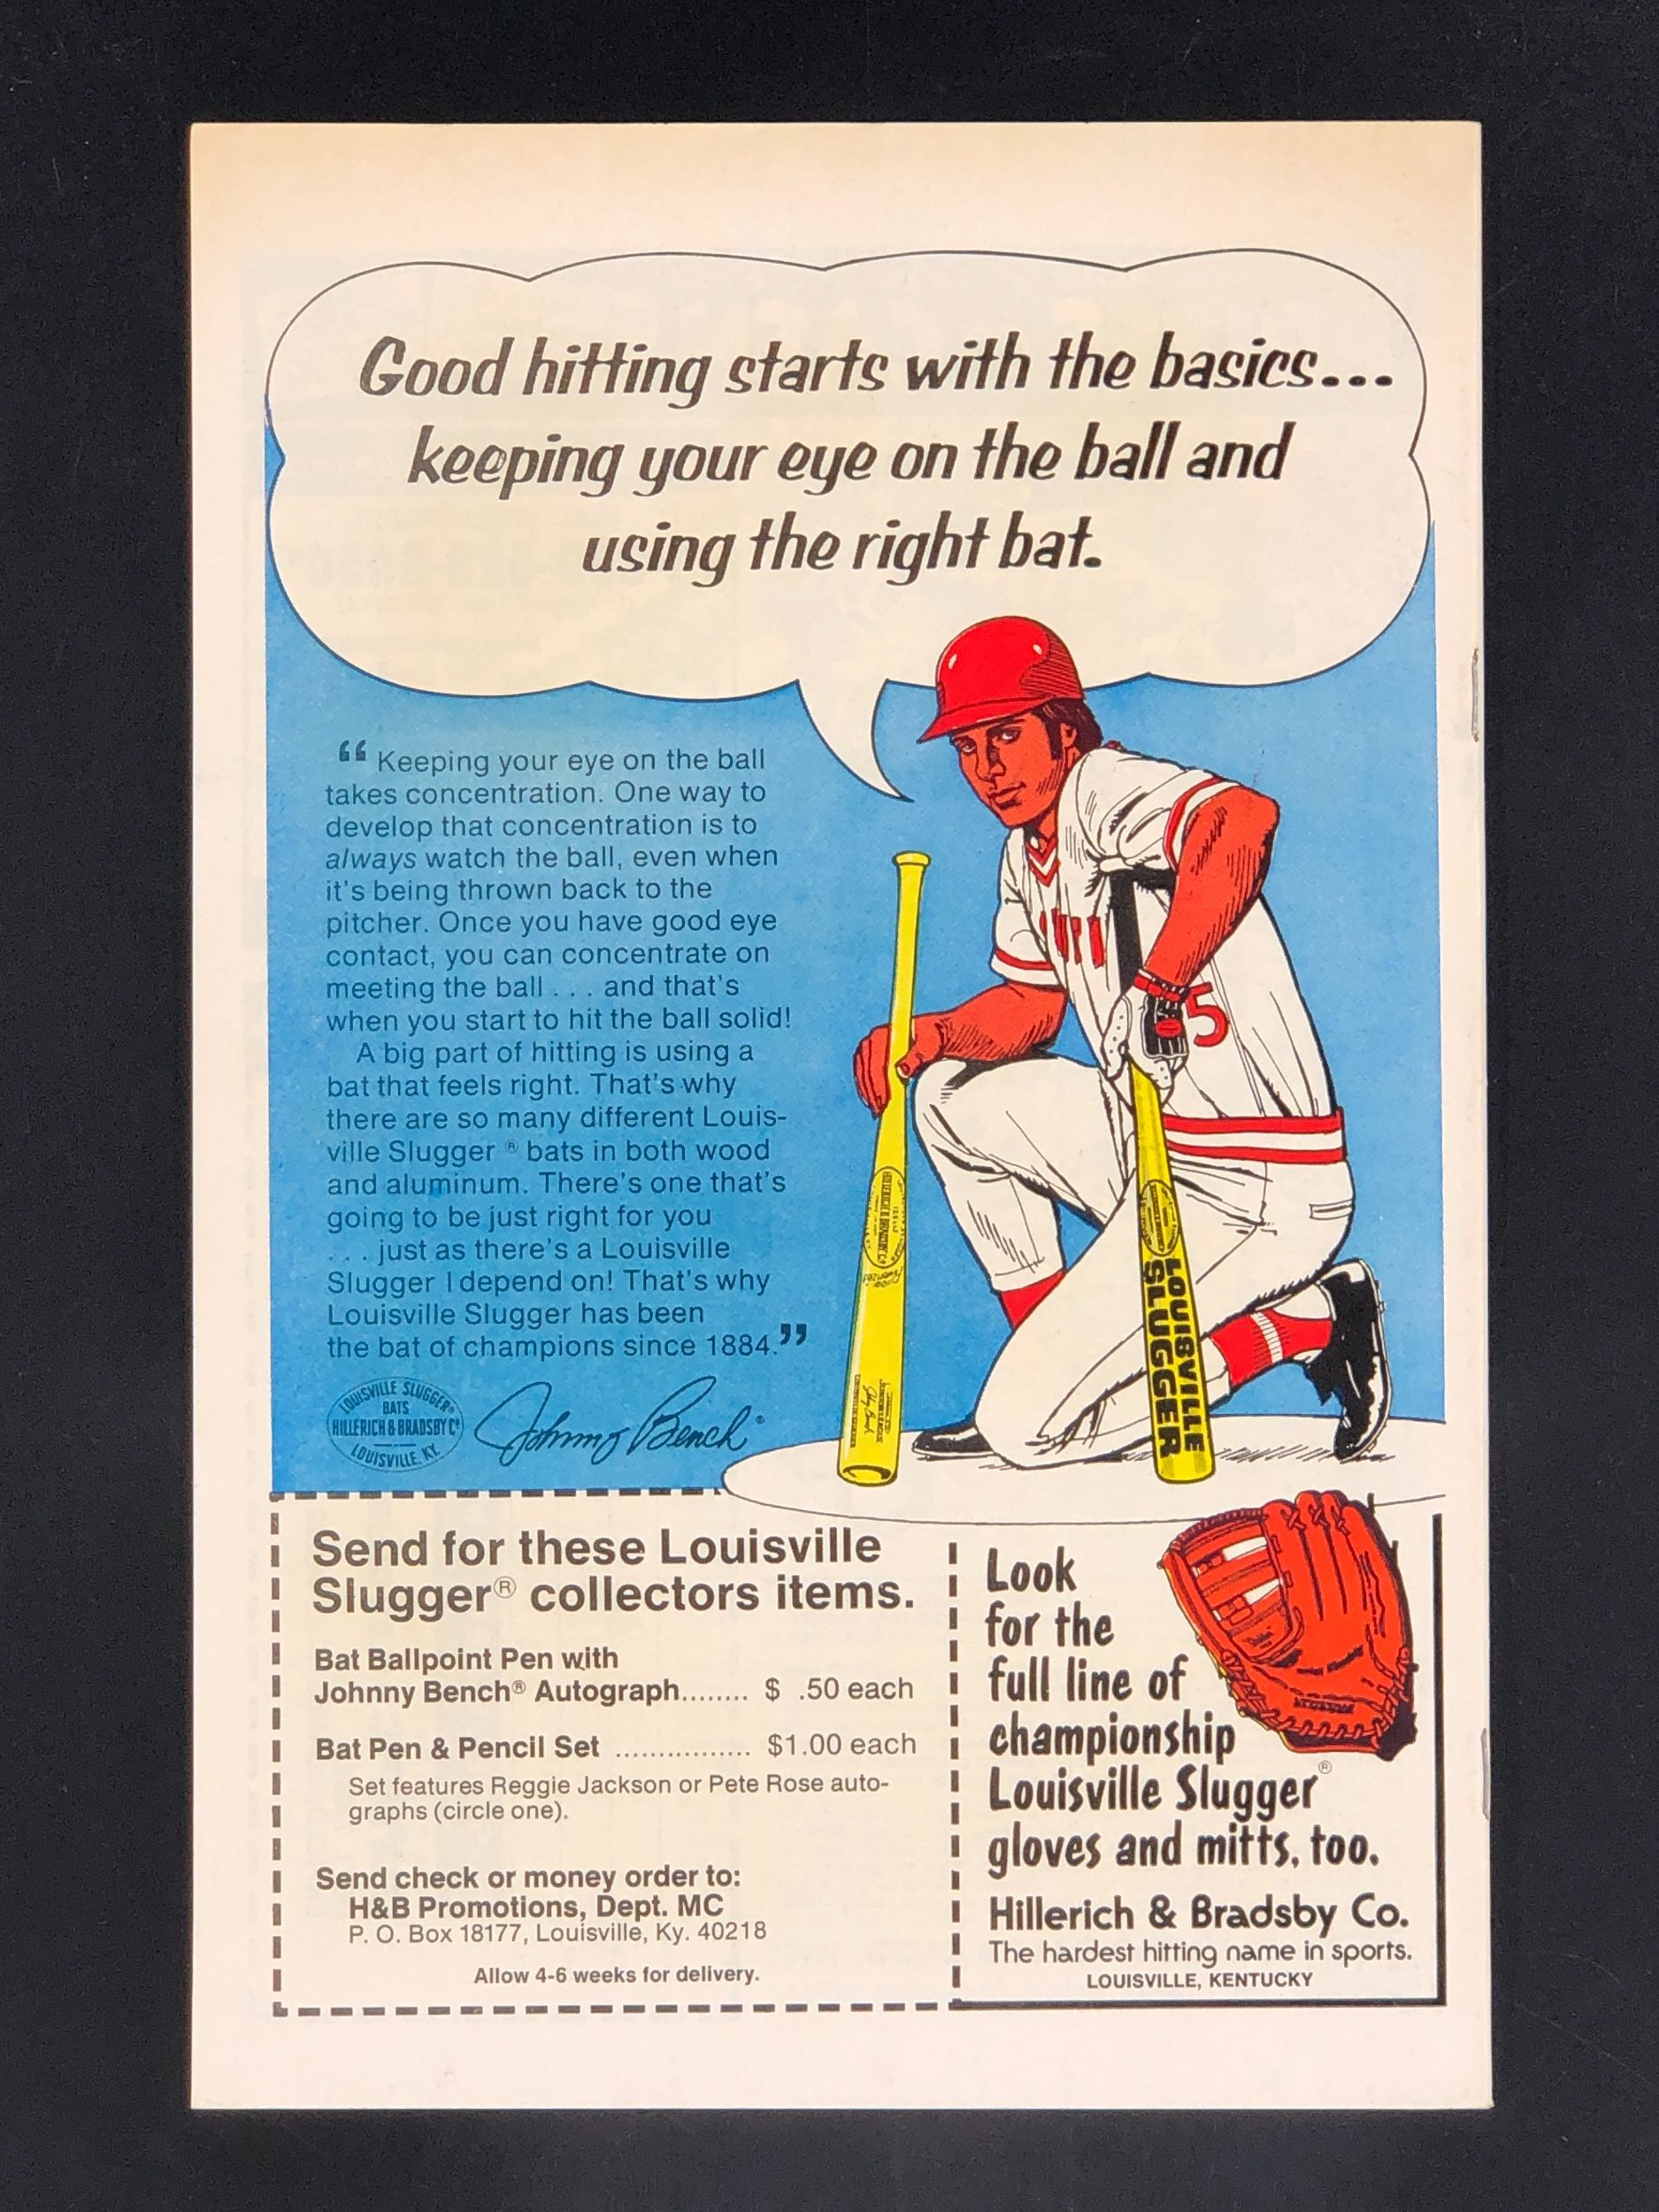 Good hitting starts with the basics...
keeping your eye on the ball and
using the right bat.
“ Keeping your eye on the ball
takes concentration. One way to
develop that concentration is to
always watch the ball, even when
it's being thrown back to the
pitcher. Once you have good eye
contact, you can concentrate on
meeting the ball . . . and that's
when you start to hit the ball solid!
A big part of hitting is using a
bat that feels right. That's why
there are so many different Louis-
ville Slugger ® bats in both wood
and aluminum. There's one that's
going to be just right for you
. . . just as there's a Louisville
Slugger I depend on! That's why
Louisville Slugger has been
the bat of champions since 1884.”
LOUISVILLE SLUGGER®
BATS
HILLERICH & BRADSBY Cº
LOUISVILLE, KY.
Johnny Bench®
5
LOUISVILLE
SLUGGER
Send for these Louisville
Slugger® collectors items.
Bat Ballpoint Pen with
Johnny Bench® Autograph........ $ .50 each
Bat Pen & Pencil Set ................ $1.00 each
Set features Reggie Jackson or Pete Rose auto-
graphs (circle one).
Send check or money order to:
H&B Promotions, Dept. MC
P. O. Box 18177, Louisville, Ky. 40218
Allow 4-6 weeks for delivery.
Look
for the
full line of
championship
Louisville Slugger®
gloves and mitts, too.
Hillerich & Bradsby Co.
The hardest hitting name in sports.
LOUISVILLE, KENTUCKY